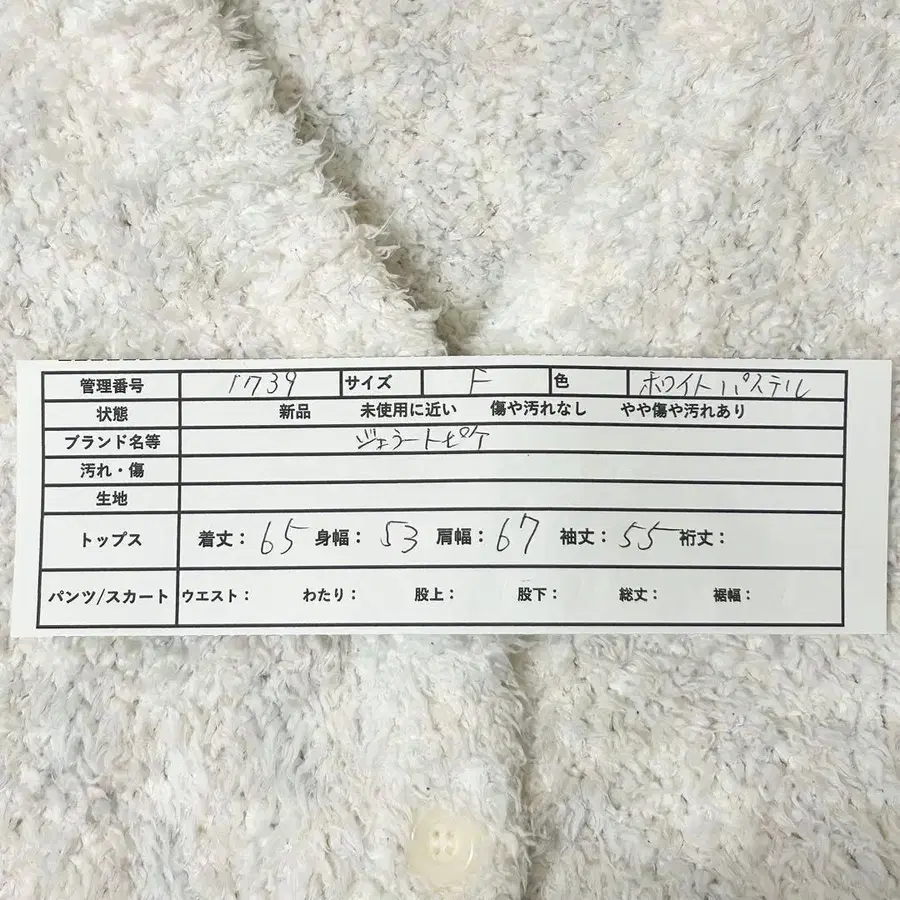 管理番号 1739 サイズ F 色 ホワイトパステル
状態 新品 未使用に近い 傷や汚れなし やや傷や汚れあり
ブランド名等 ジェラートピケ
汚れ・傷
生地
トップス 着丈： 65 身幅： 53 肩幅： 67 袖丈： 55 裄丈：
パンツ/スカート ウエスト： わたり： 股上： 股下： 総丈： 裾幅：